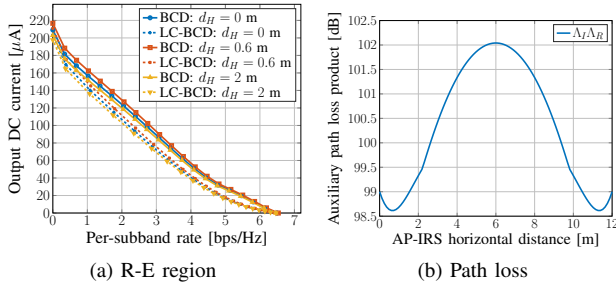 Output DC current [μA]
220
200
180
160
140
120
100
80
60
40
20
0
0 1 2 3 4 5 6 7
Per-subband rate [bps/Hz]
BCD: d_H = 0 m
LC-BCD: d_H = 0 m
BCD: d_H = 0.6 m
LC-BCD: d_H = 0.6 m
BCD: d_H = 2 m
LC-BCD: d_H = 2 m
(a) R-E region
Auxiliary path loss product [dB]
102
101.5
101
100.5
100
99.5
99
98.5
0 2 4 6 8 10 12
AP-IRS horizontal distance [m]
Λ_IΛ_R
(b) Path loss